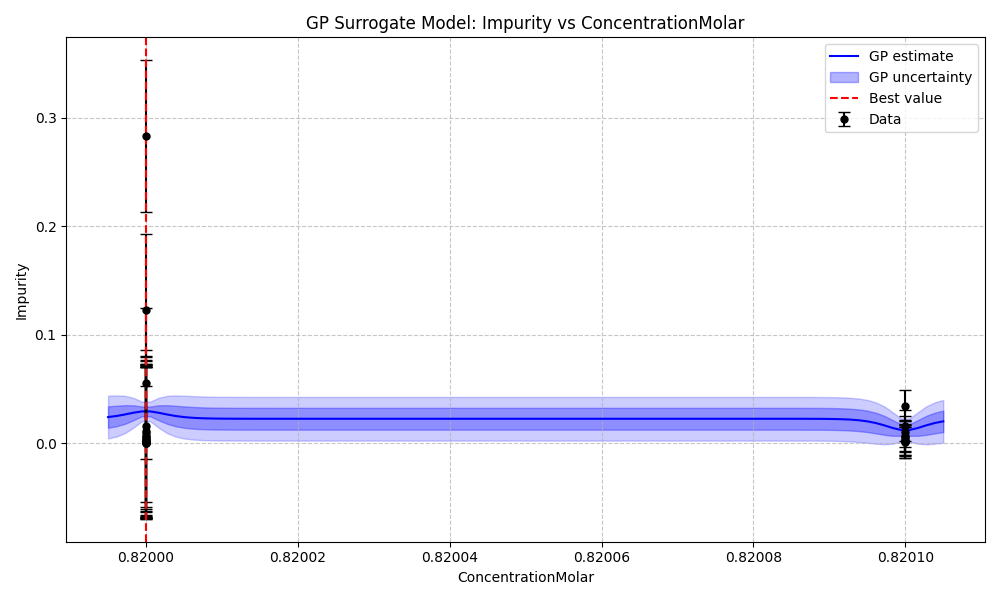 GP Surrogate Model: Impurity vs ConcentrationMolar
GP estimate
GP uncertainty
Best value
Data
Impurity
0.3
0.2
0.1
0.0
0.82000
0.82002
0.82004
0.82006
0.82008
0.82010
ConcentrationMolar